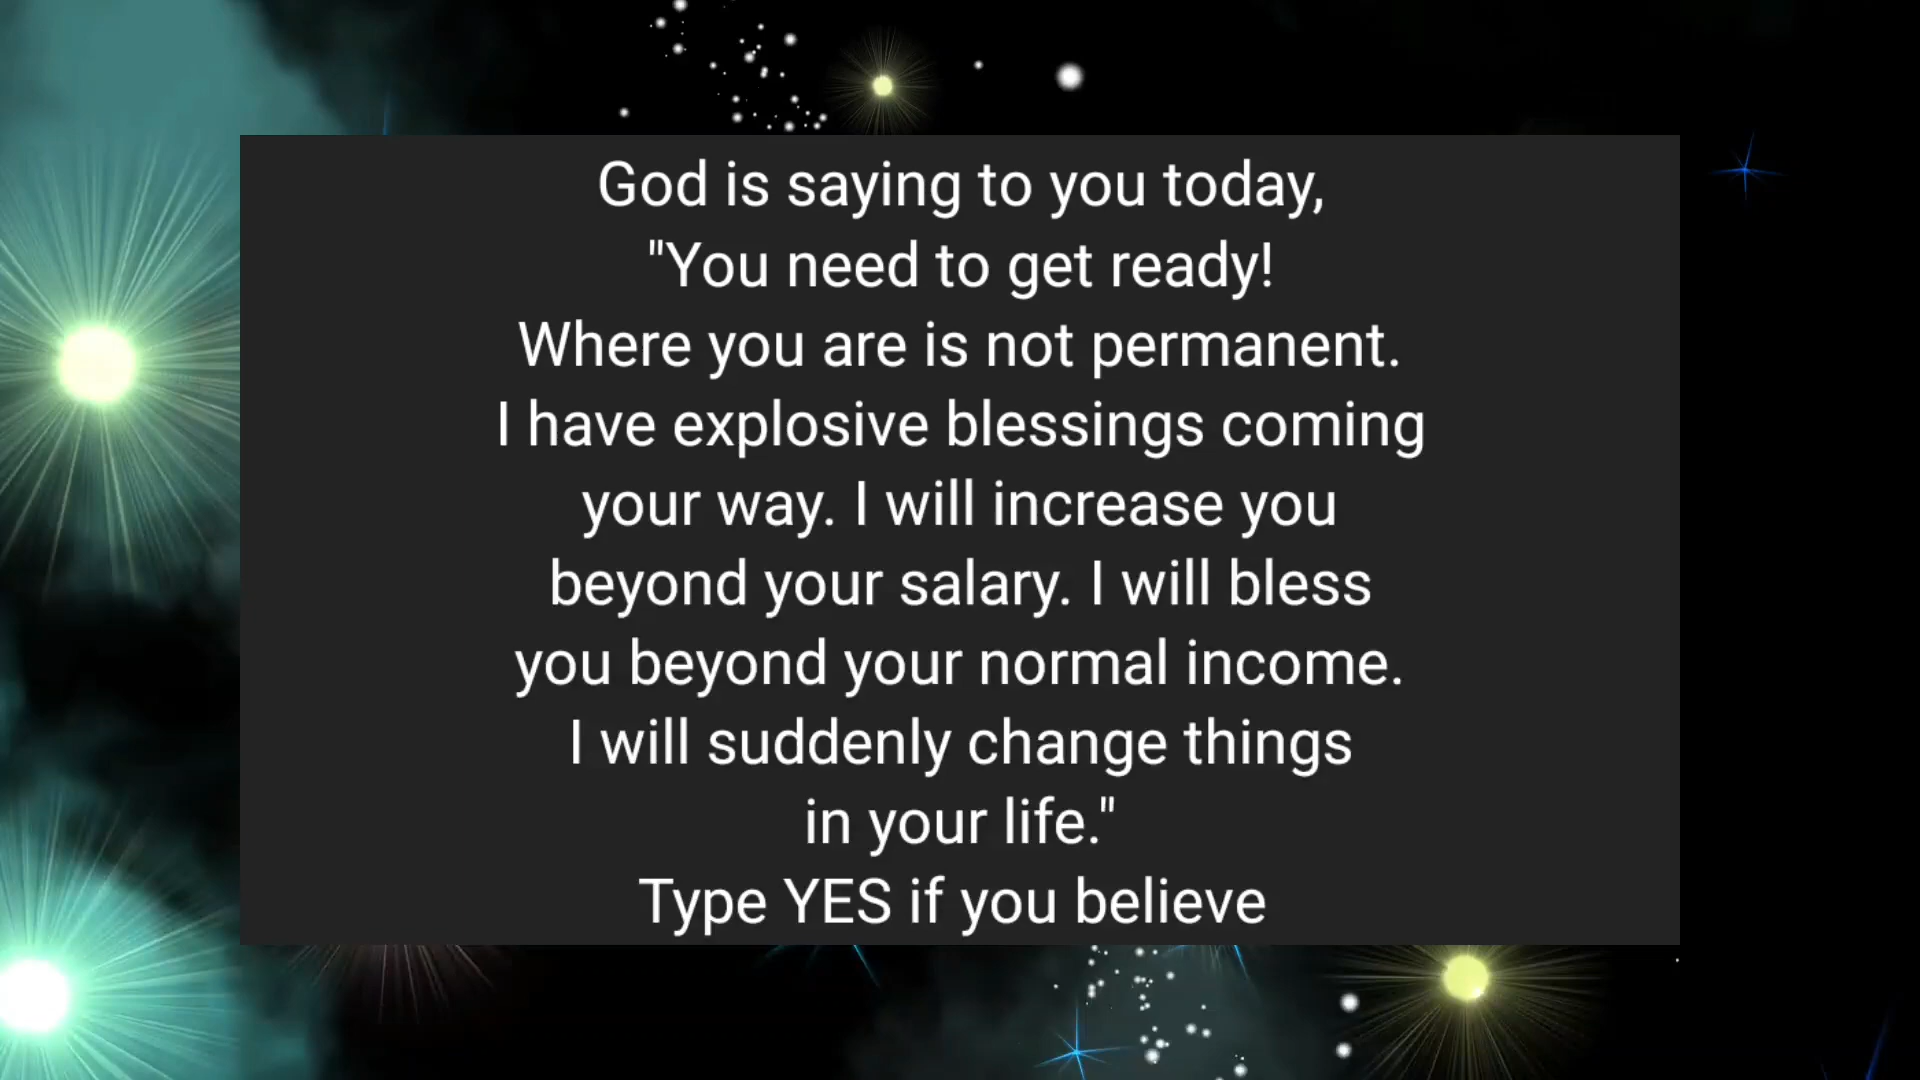 God is saying to you today,
"You need to get ready!
Where you are is not permanent.
I have explosive blessings coming
your way. I will increase you
beyond your salary. I will bless
you beyond your normal income.
I will suddenly change things
in your life."
Type YES if you believe